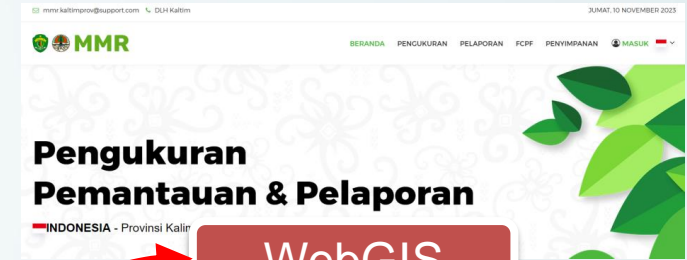 mmr.kaltimprov@support.com DLH Kaltim JUMAT, 10 NOVEMBER 2023
MMR BERANDA PENGUKURAN PELAPORAN FCPF PENYIMPANAN MASUK
Pengukuran
Pemantauan & Pelaporan
INDONESIA - Provinsi
WebGIS